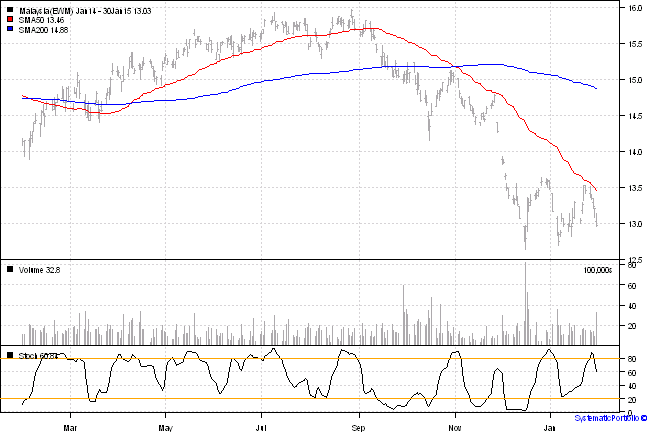 Malaysia(EWM) Jan14 - 30Jan15 13.03
SMA50 13.46
SMA200 14.88
16.0
15.5
15.0
14.5
14.0
13.5
13.0
12.5
Volume 32.8
100,000s
80
60
40
20
80
60
40
20
0
Mar
May
Jul
Sep
Nov
Jan
SystematicPortfolio ©